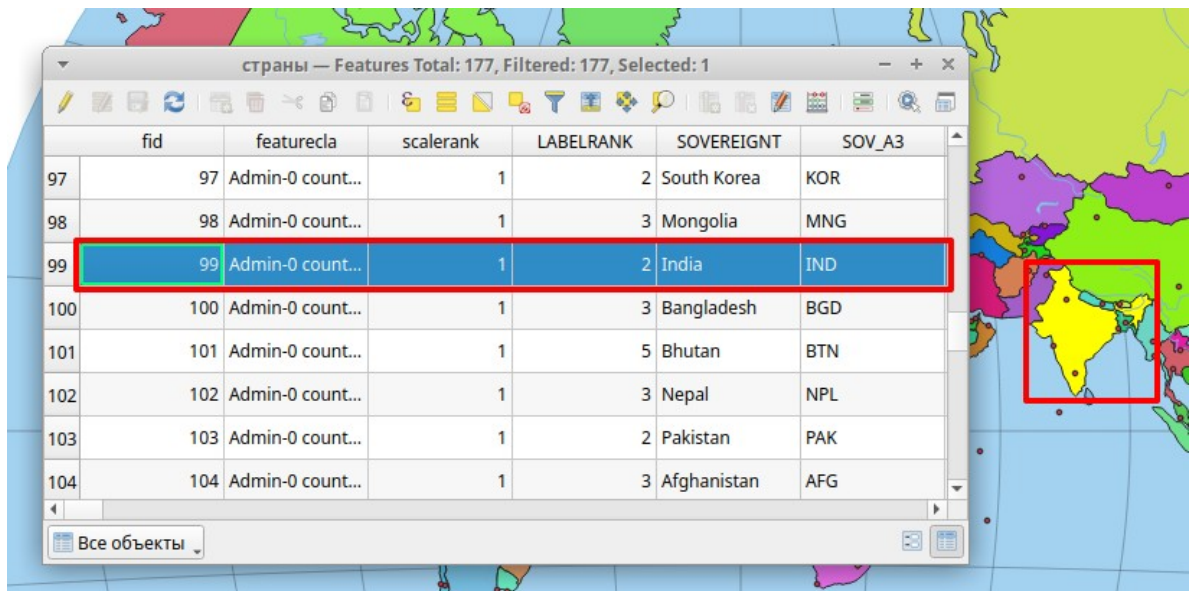 страны — Features Total: 177, Filtered: 177, Selected: 1
fid featurecla scalerank LABELRANK SOVEREIGNT SOV_A3
97 97 Admin-0 count... 1 2 South Korea KOR
98 98 Admin-0 count... 1 3 Mongolia MNG
99 99 Admin-0 count... 1 2 India IND
100 100 Admin-0 count... 1 3 Bangladesh BGD
101 101 Admin-0 count... 1 5 Bhutan BTN
102 102 Admin-0 count... 1 3 Nepal NPL
103 103 Admin-0 count... 1 2 Pakistan PAK
104 104 Admin-0 count... 1 3 Afghanistan AFG
Все объекты